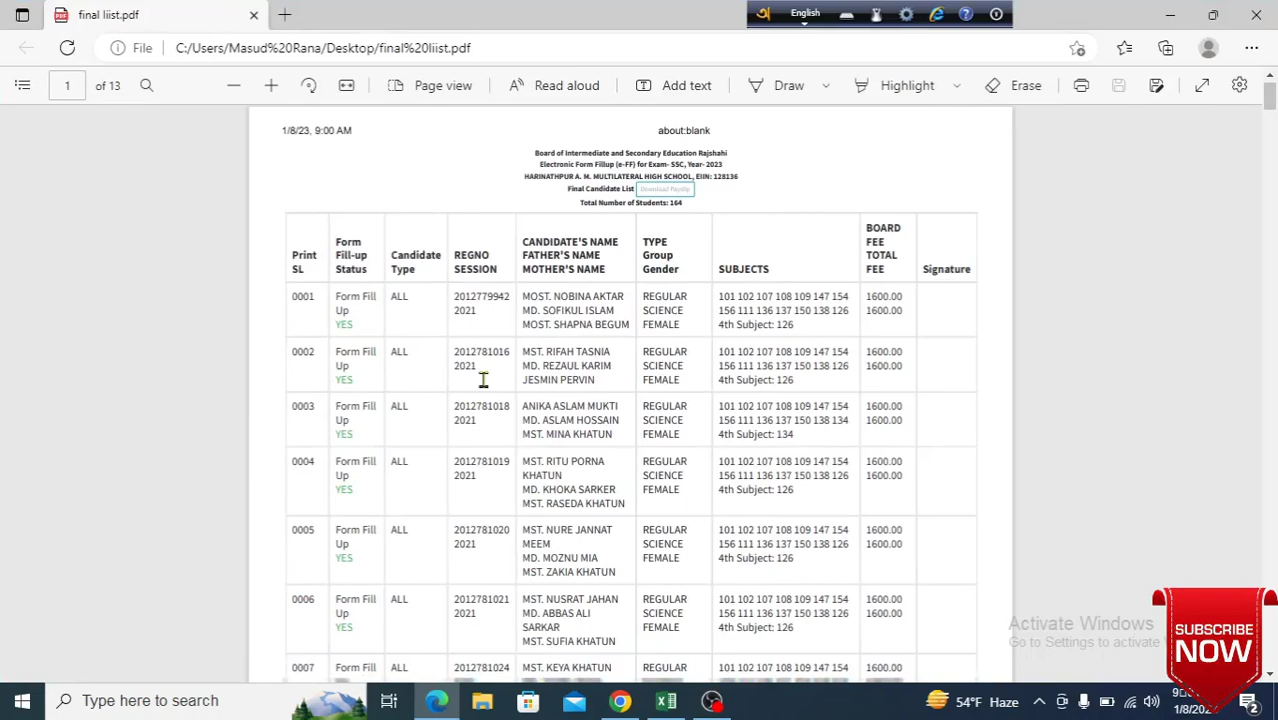 final liist.pdf
File C:/Users/Masud%20Rana/Desktop/final%20liist.pdf
1 of 13 Page view Read aloud Add text Draw Highlight Erase
1/8/23, 9:00 AM about:blank
Board of Intermediate and Secondary Education Rajshahi
Electronic Form Fillup (e-FF) for Exam- SSC, Year- 2023
HARINATHPUR A. M. MULTILATERAL HIGH SCHOOL, EIIN: 128136
Final Candidate List Download Payslip
Total Number of Students: 164
Print SL Form Fill-up Status Candidate Type REGNO SESSION CANDIDATE'S NAME FATHER'S NAME MOTHER'S NAME TYPE Group Gender SUBJECTS BOARD FEE TOTAL FEE Signature
0001 Form Fill ALL 2012779942 MOST. NOBINA AKTAR REGULAR 101 102 107 108 109 147 154 1600.00
Up 2021 MD. SOFIKUL ISLAM SCIENCE 156 111 136 137 150 138 126 1600.00
YES MOST. SHAPNA BEGUM FEMALE 4th Subject: 126
0002 Form Fill ALL 2012781016 MST. RIFAH TASNIA REGULAR 101 102 107 108 109 147 154 1600.00
Up 2021 MD. REZAUL KARIM SCIENCE 156 111 136 137 150 138 126 1600.00
YES JESMIN PERVIN FEMALE 4th Subject: 126
0003 Form Fill ALL 2012781018 ANIKA ASLAM MUKTI REGULAR 101 102 107 108 109 147 154 1600.00
Up 2021 MD. ASLAM HOSSAIN SCIENCE 156 111 136 137 150 138 134 1600.00
YES MST. MINA KHATUN FEMALE 4th Subject: 134
0004 Form Fill ALL 2012781019 MST. RITU PORNA REGULAR 101 102 107 108 109 147 154 1600.00
Up 2021 KHATUN SCIENCE 156 111 136 137 150 138 126 1600.00
YES MD. KHOKA SARKER FEMALE 4th Subject: 126
MST. RASEDA KHATUN
0005 Form Fill ALL 2012781020 MST. NURE JANNAT REGULAR 101 102 107 108 109 147 154 1600.00
Up 2021 MEEM SCIENCE 156 111 136 137 150 138 126 1600.00
YES MD. MOZNU MIA FEMALE 4th Subject: 126
MST. ZAKIA KHATUN
0006 Form Fill ALL 2012781021 MST. NUSRAT JAHAN REGULAR 101 102 107 108 109 147 154 1600.00
Up 2021 MD. ABBAS ALI SCIENCE 156 111 136 137 150 138 126 1600.00
YES SARKAR FEMALE 4th Subject: 126
MST. SUFIA KHATUN
0007 Form Fill ALL 2012781024 MST. KEYA KHATUN REGULAR 101 102 107 108 109 147 154 1600.00
Activate Windows
Go to Settings to activate
SUBSCRIBE
NOW
Type here to search 54°F Haze
1/8/2 2